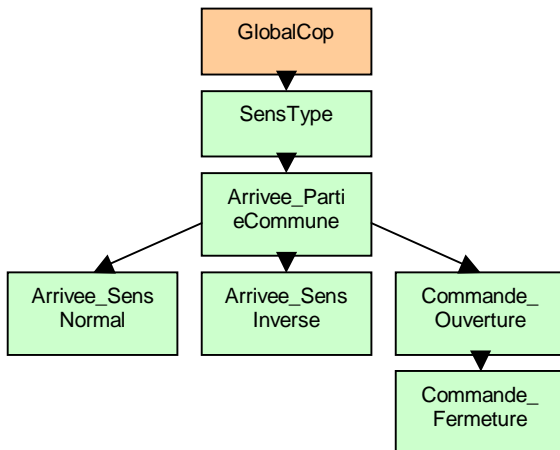 GlobalCop
SensType
Arrivee_Parti
eCommune
Arrivee_Sens
Normal
Arrivee_Sens
Inverse
Commande_
Ouverture
Commande_
Fermeture